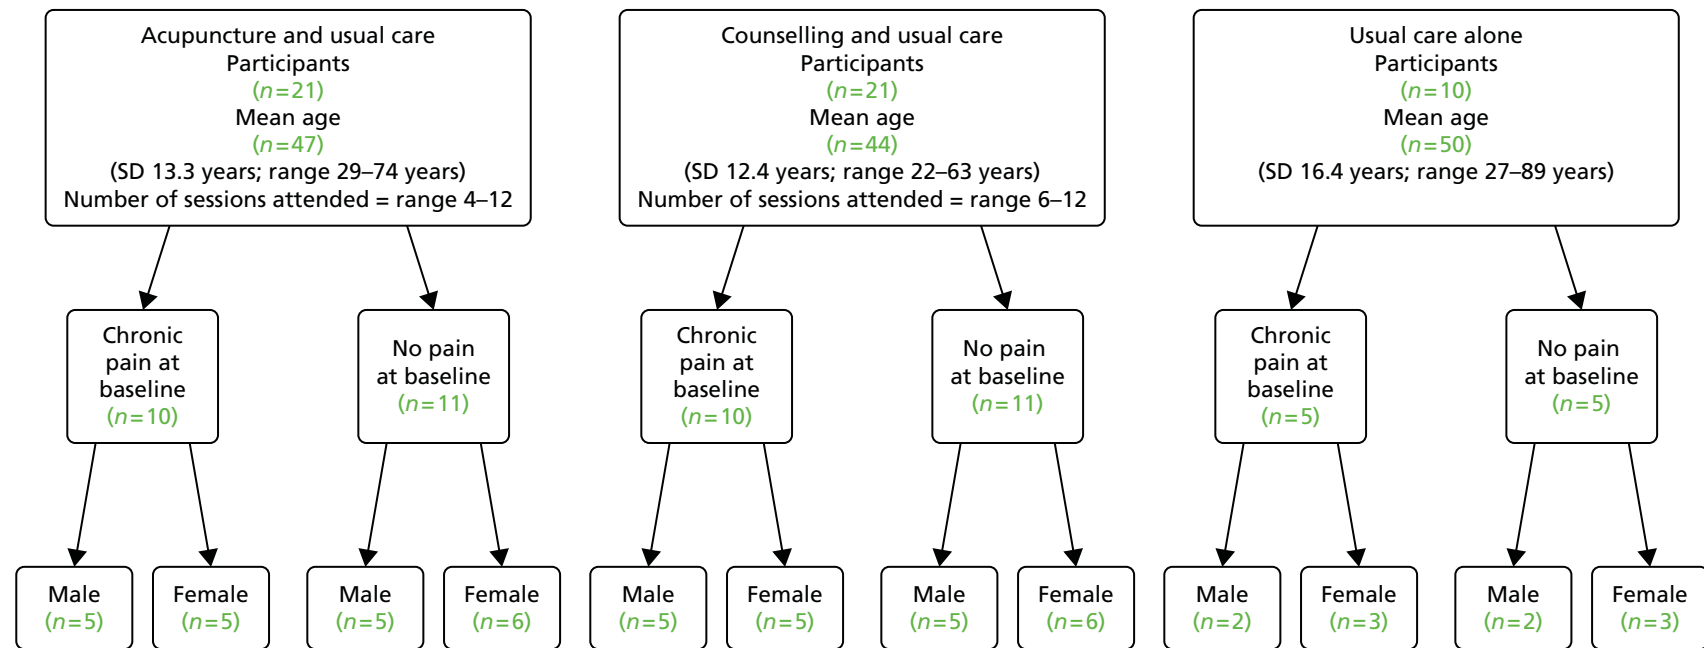 Acupuncture and usual care
Participants
(n=21)
Mean age
(n=47)
(SD 13.3 years; range 29–74 years)
Number of sessions attended = range 4–12
Counselling and usual care
Participants
(n=21)
Mean age
(n=44)
(SD 12.4 years; range 22–63 years)
Number of sessions attended = range 6–12
Usual care alone
Participants
(n=10)
Mean age
(n=50)
(SD 16.4 years; range 27–89 years)
Chronic
pain at
baseline
(n=10)
No pain
at baseline
(n=11)
Chronic
pain at
baseline
(n=10)
No pain
at baseline
(n=11)
Chronic
pain at
baseline
(n=5)
No pain
at baseline
(n=5)
Male
(n=5)
Female
(n=5)
Male
(n=5)
Female
(n=6)
Male
(n=5)
Female
(n=5)
Male
(n=5)
Female
(n=6)
Male
(n=2)
Female
(n=3)
Male
(n=2)
Female
(n=3)